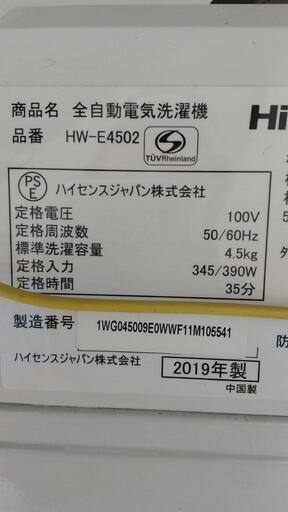 商品名 全自動電気洗濯機
品番 HW-E4502
TÜVRheinland
Hi
PS
E
ハイセンスジャパン株式会社
定格電圧 100V
定格周波数 50/60Hz
標準洗濯容量 4.5kg
定格入力 345/390W
定格時間 35分
製造番号 1WG045009E0WWF11M105541
ハイセンスジャパン株式会社 2019年製
中国製
防